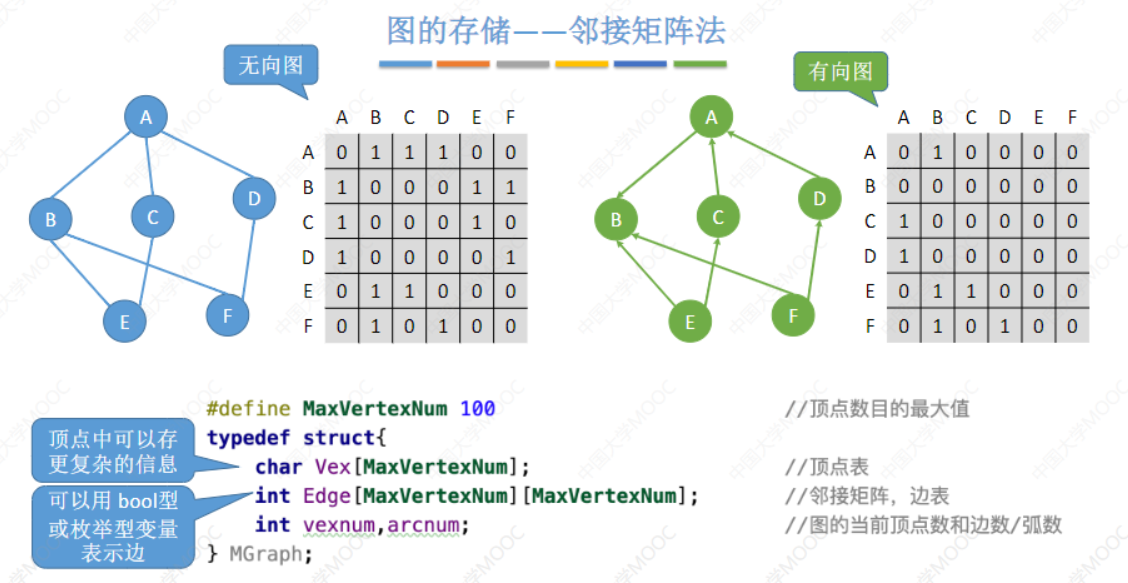 图的存储——邻接矩阵法
无向图
A
B
C
D
E
F
A B C D E F
A 0 1 1 1 0 0
B 1 0 0 0 1 1
C 1 0 0 0 1 0
D 1 0 0 0 0 1
E 0 1 1 0 0 0
F 0 1 0 1 0 0
有向图
A
B
C
D
E
F
A B C D E F
A 0 1 0 0 0 0
B 0 0 0 0 0 0
C 1 0 0 0 0 0
D 1 0 0 0 0 0
E 0 1 1 0 0 0
F 0 1 0 1 0 0
#define MaxVertexNum 100 //顶点数目的最大值
typedef struct{
char Vex[MaxVertexNum]; //顶点表
int Edge[MaxVertexNum][MaxVertexNum]; //邻接矩阵，边表
int vexnum,arcnum; //图的当前顶点数和边数/弧数
} MGraph;
顶点中可以存
更复杂的信息
可以用 bool型
或枚举型变量
表示边
中国大学MOOC